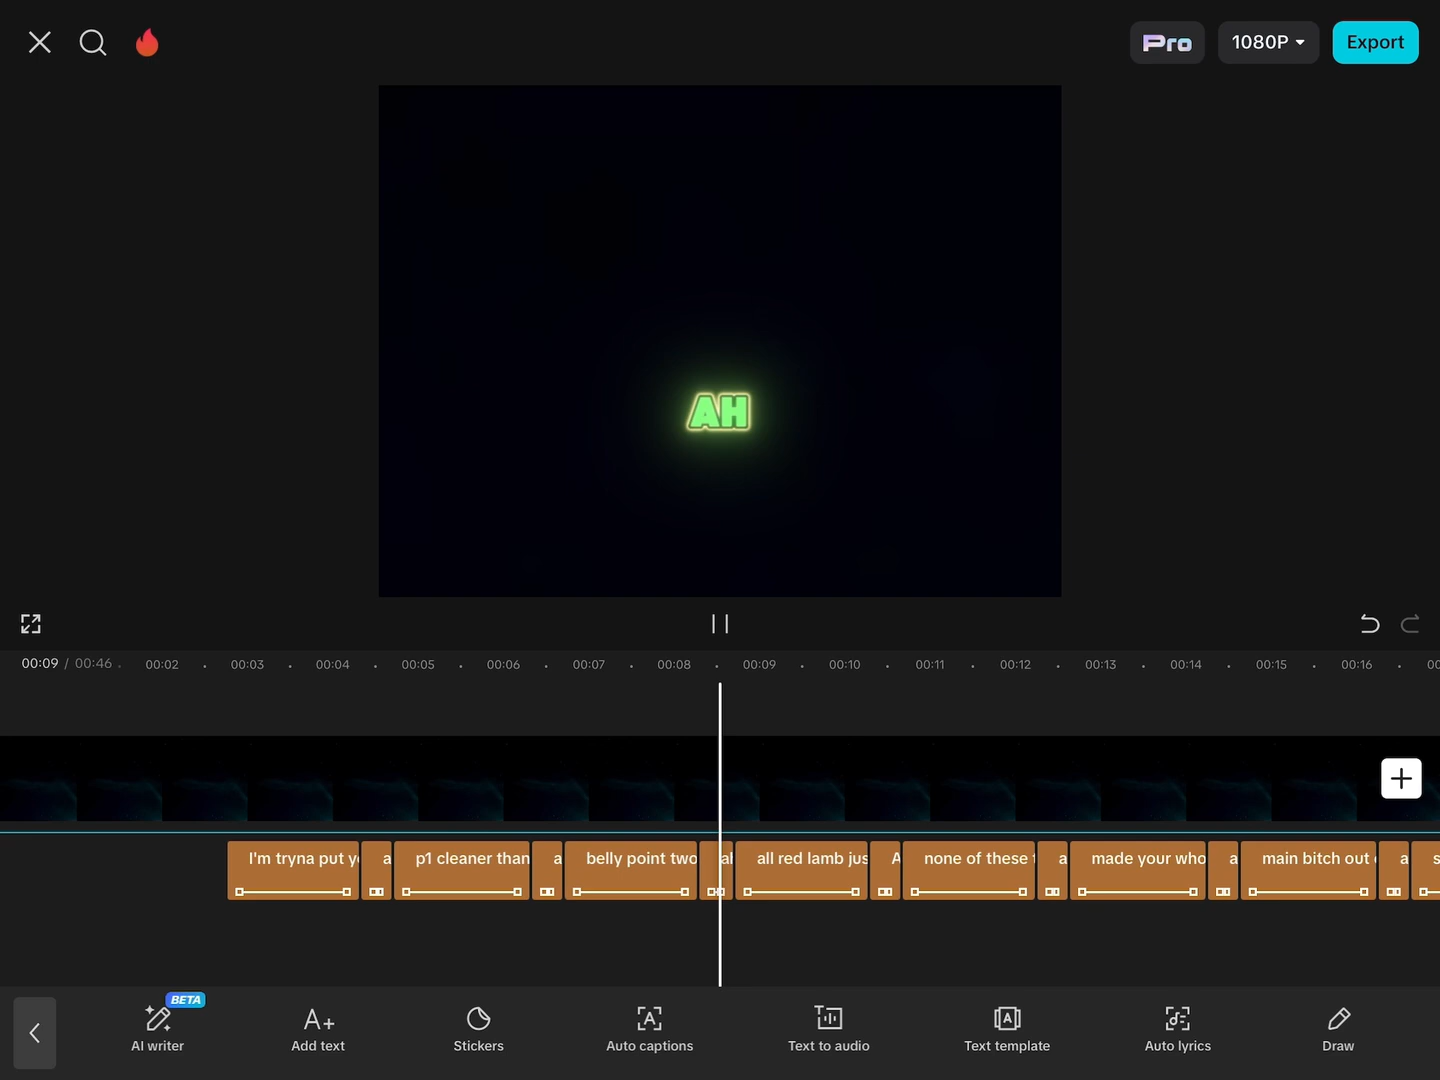 Pro
1080P
Export
AH
00:09 / 00:46
00:02
00:03
00:04
00:05
00:06
00:07
00:08
00:09
00:10
00:11
00:12
00:13
00:14
00:15
00:16
00
I'm tryna put y
a
p1 cleaner than
a
belly point two
al
all red lamb jus
A
none of these
a
made your who
a
main bitch out
a
s
BETA
AI writer
Add text
Stickers
Auto captions
Text to audio
Text template
Auto lyrics
Draw